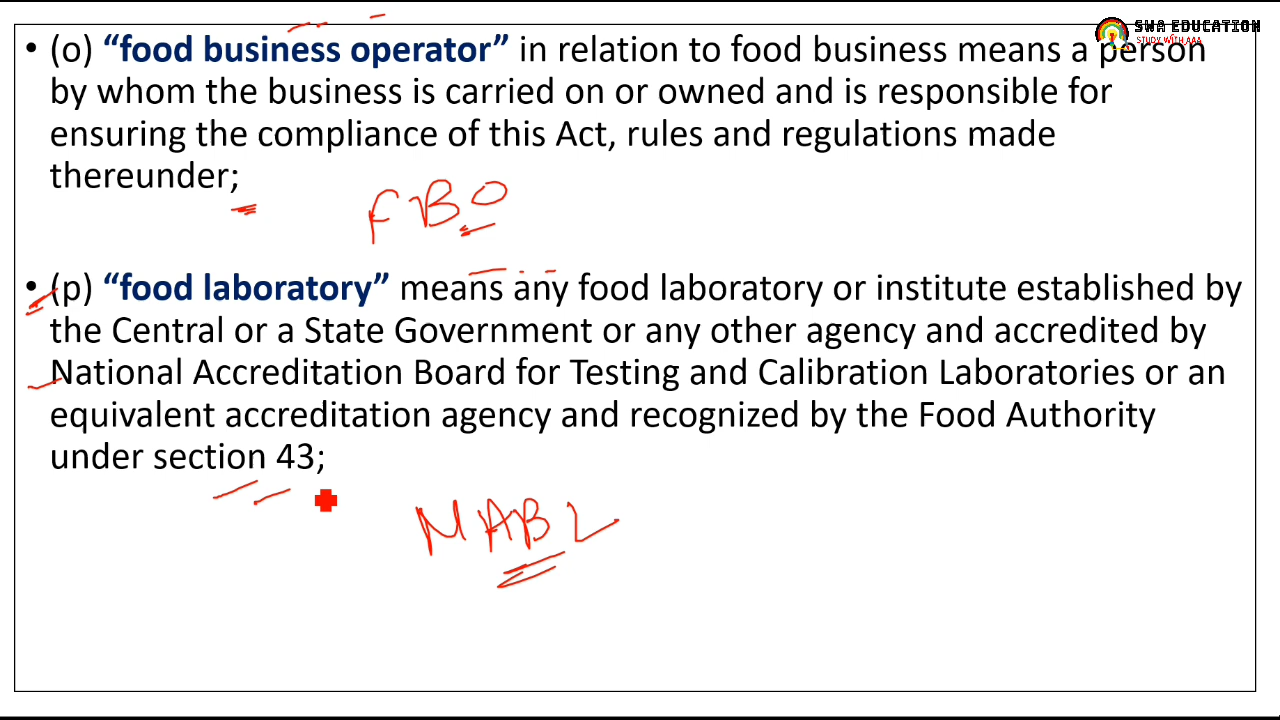 SWA EDUCATION
STUDY WITH AAA
• (o) “food business operator” in relation to food business means a person
by whom the business is carried on or owned and is responsible for
ensuring the compliance of this Act, rules and regulations made
thereunder;
FBO
• (p) “food laboratory” means any food laboratory or institute established by
the Central or a State Government or any other agency and accredited by
National Accreditation Board for Testing and Calibration Laboratories or an
equivalent accreditation agency and recognized by the Food Authority
under section 43;
NABL